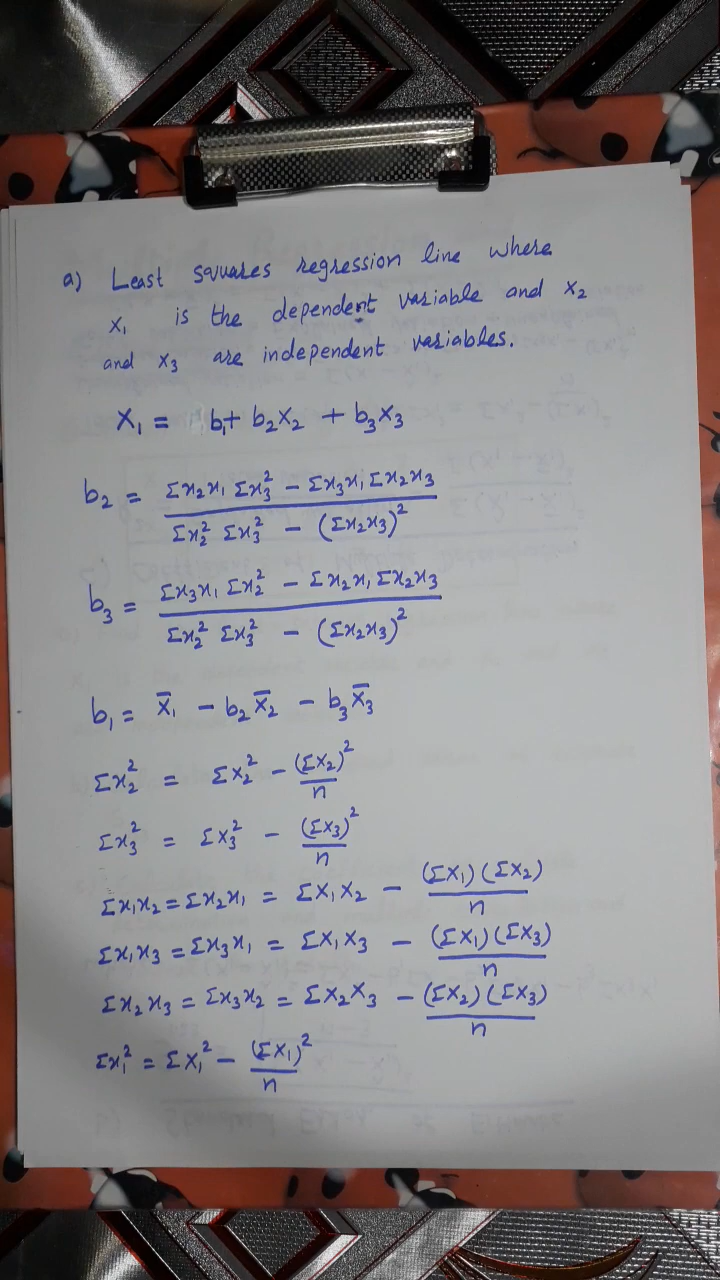 a) Least squares regression line where
X₁ is the dependent variable and X₂
and X₃ are independent variables.
X₁ = b₁ + b₂X₂ + b₃X₃
b₂ = (Σx₂x₁ Σx₃² − Σx₃x₁ Σx₂x₃) / (Σx₂² Σx₃² − (Σx₂x₃)²)
b₃ = (Σx₃x₁ Σx₂² − Σx₂x₁ Σx₂x₃) / (Σx₂² Σx₃² − (Σx₂x₃)²)
b₁ = X̄₁ − b₂X̄₂ − b₃X̄₃
Σx₂² = ΣX₂² − (ΣX₂)² / n
Σx₃² = ΣX₃² − (ΣX₃)² / n
Σx₁x₂ = Σx₂x₁ = ΣX₁X₂ − (ΣX₁)(ΣX₂) / n
Σx₁x₃ = Σx₃x₁ = ΣX₁X₃ − (ΣX₁)(ΣX₃) / n
Σx₂x₃ = Σx₃x₂ = ΣX₂X₃ − (ΣX₂)(ΣX₃) / n
Σx₁² = ΣX₁² − (ΣX₁)² / n